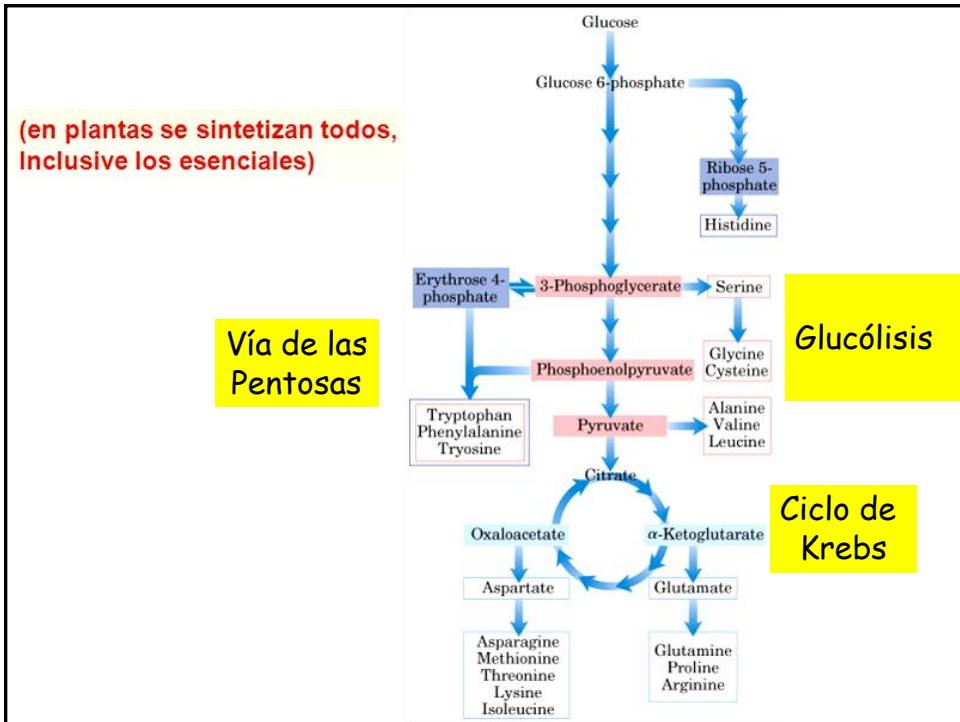 Glucose
Glucose 6-phosphate
(en plantas se sintetizan todos,
Inclusive los esenciales)
Ribose 5-
phosphate
Histidine
Erythrose 4-
phosphate
3-Phosphoglycerate
Serine
Glucólisis
Vía de las
Pentosas
Glycine
Cysteine
Phosphoenolpyruvate
Tryptophan
Phenylalanine
Tryosine
Pyruvate
Alanine
Valine
Leucine
Citrate
Ciclo de
Krebs
Oxaloacetate
α-Ketoglutarate
Aspartate
Glutamate
Asparagine
Methionine
Threonine
Lysine
Isoleucine
Glutamine
Proline
Arginine